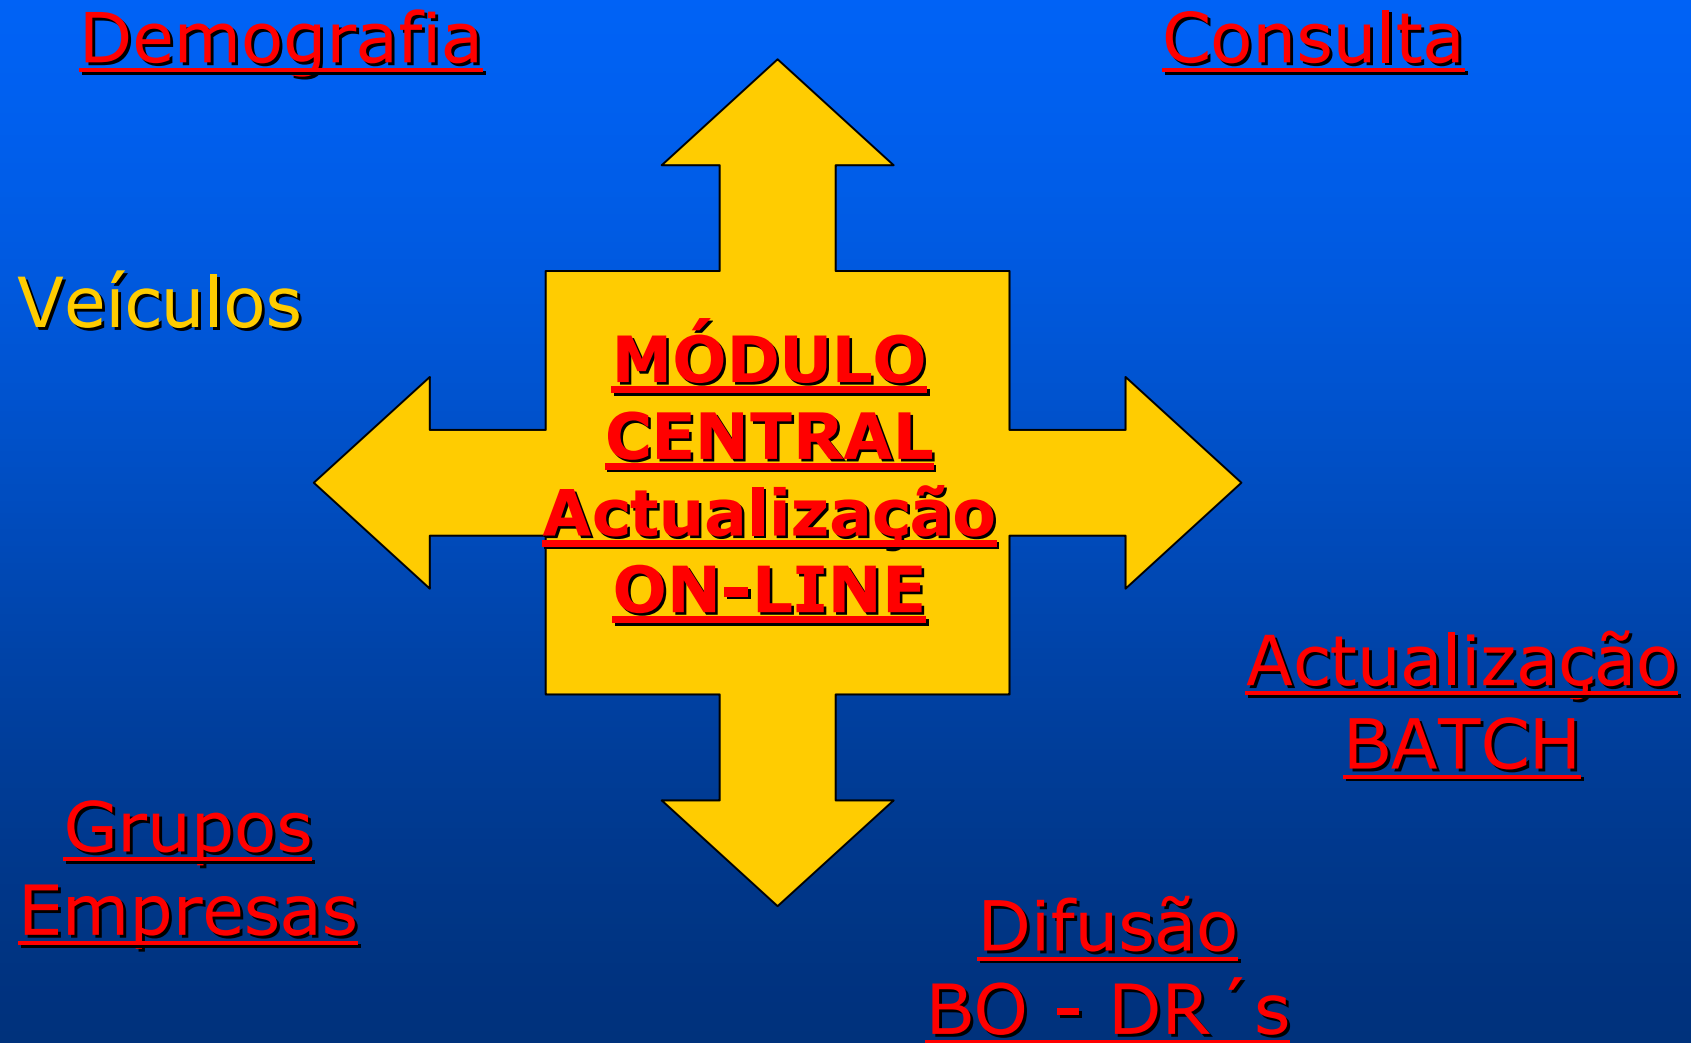 Demografia
Consulta
Veículos
MÓDULO
CENTRAL
Actualização
ON-LINE
Actualização
BATCH
Grupos
Empresas
Difusão
BO - DR´s